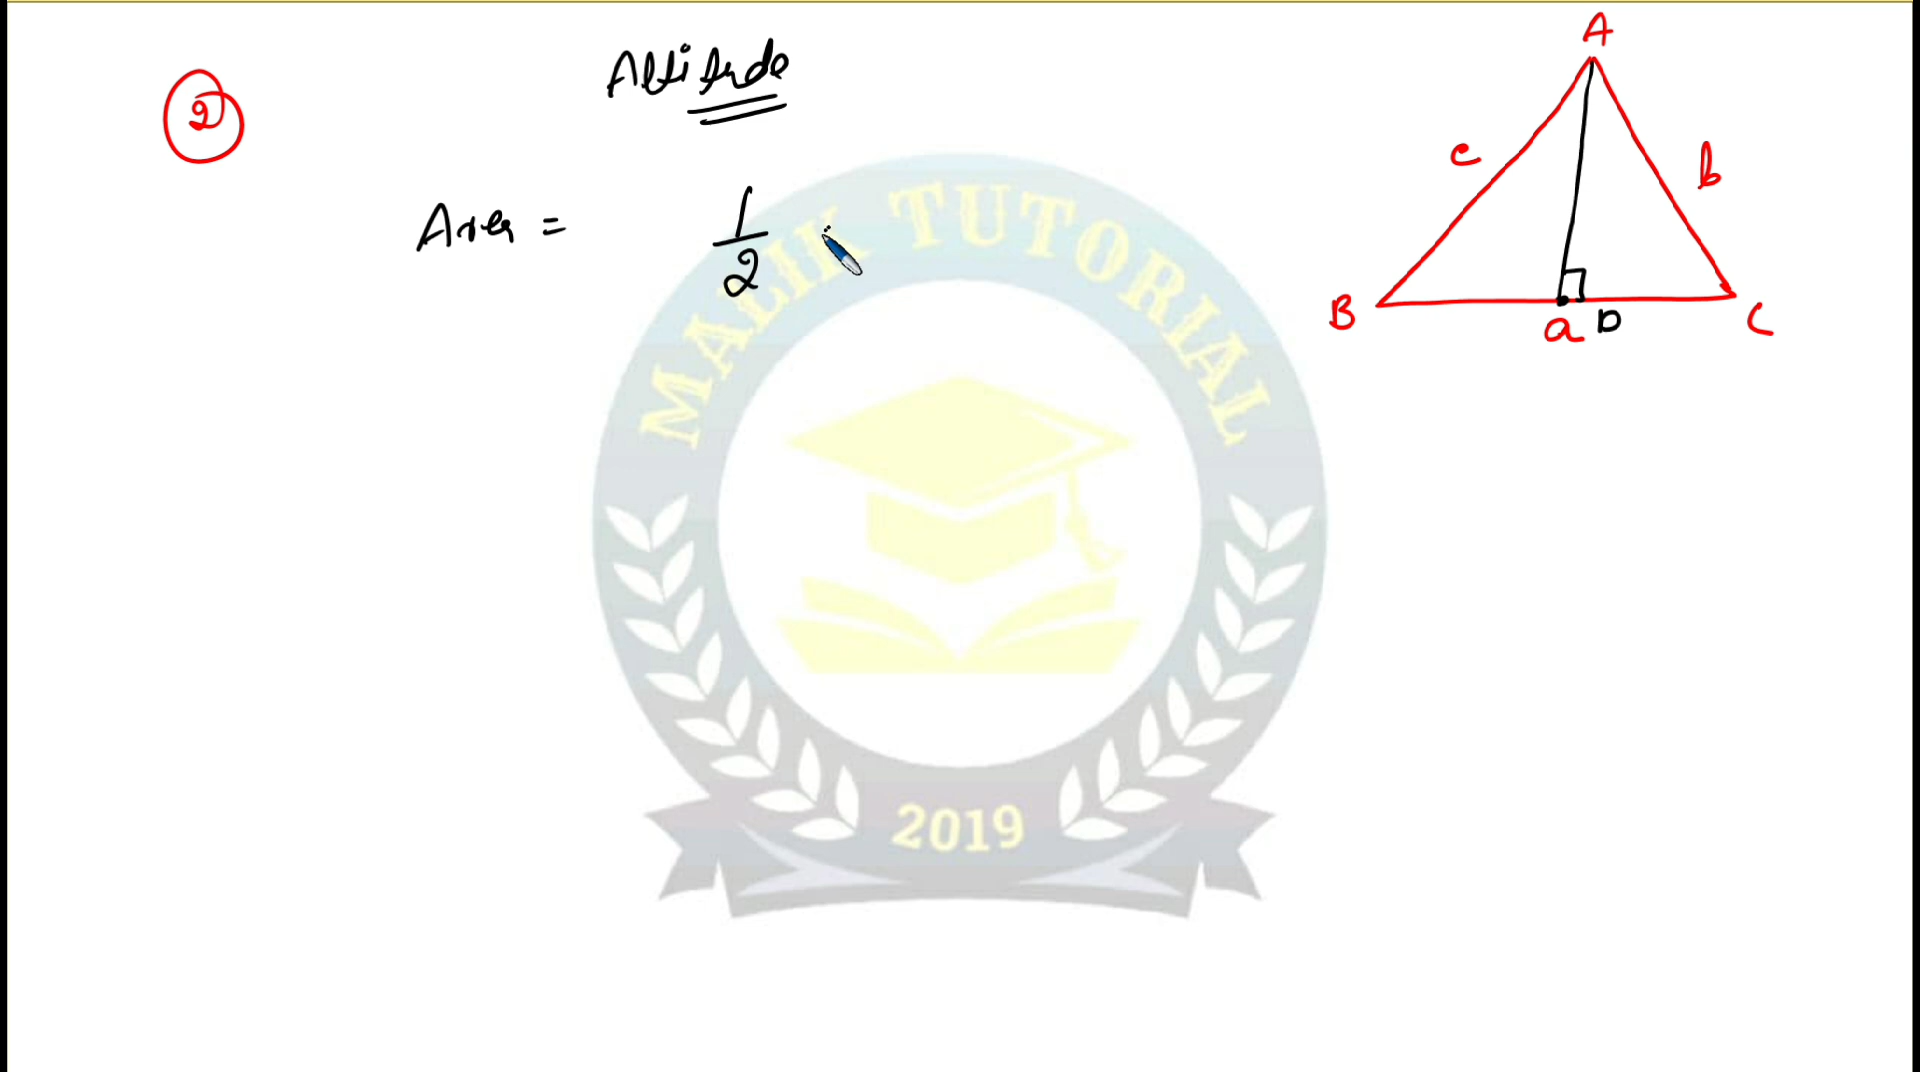 2
Altitude
Area = 1/2
A
c
b
B
a D
C
MALIK TUTORIAL
2019